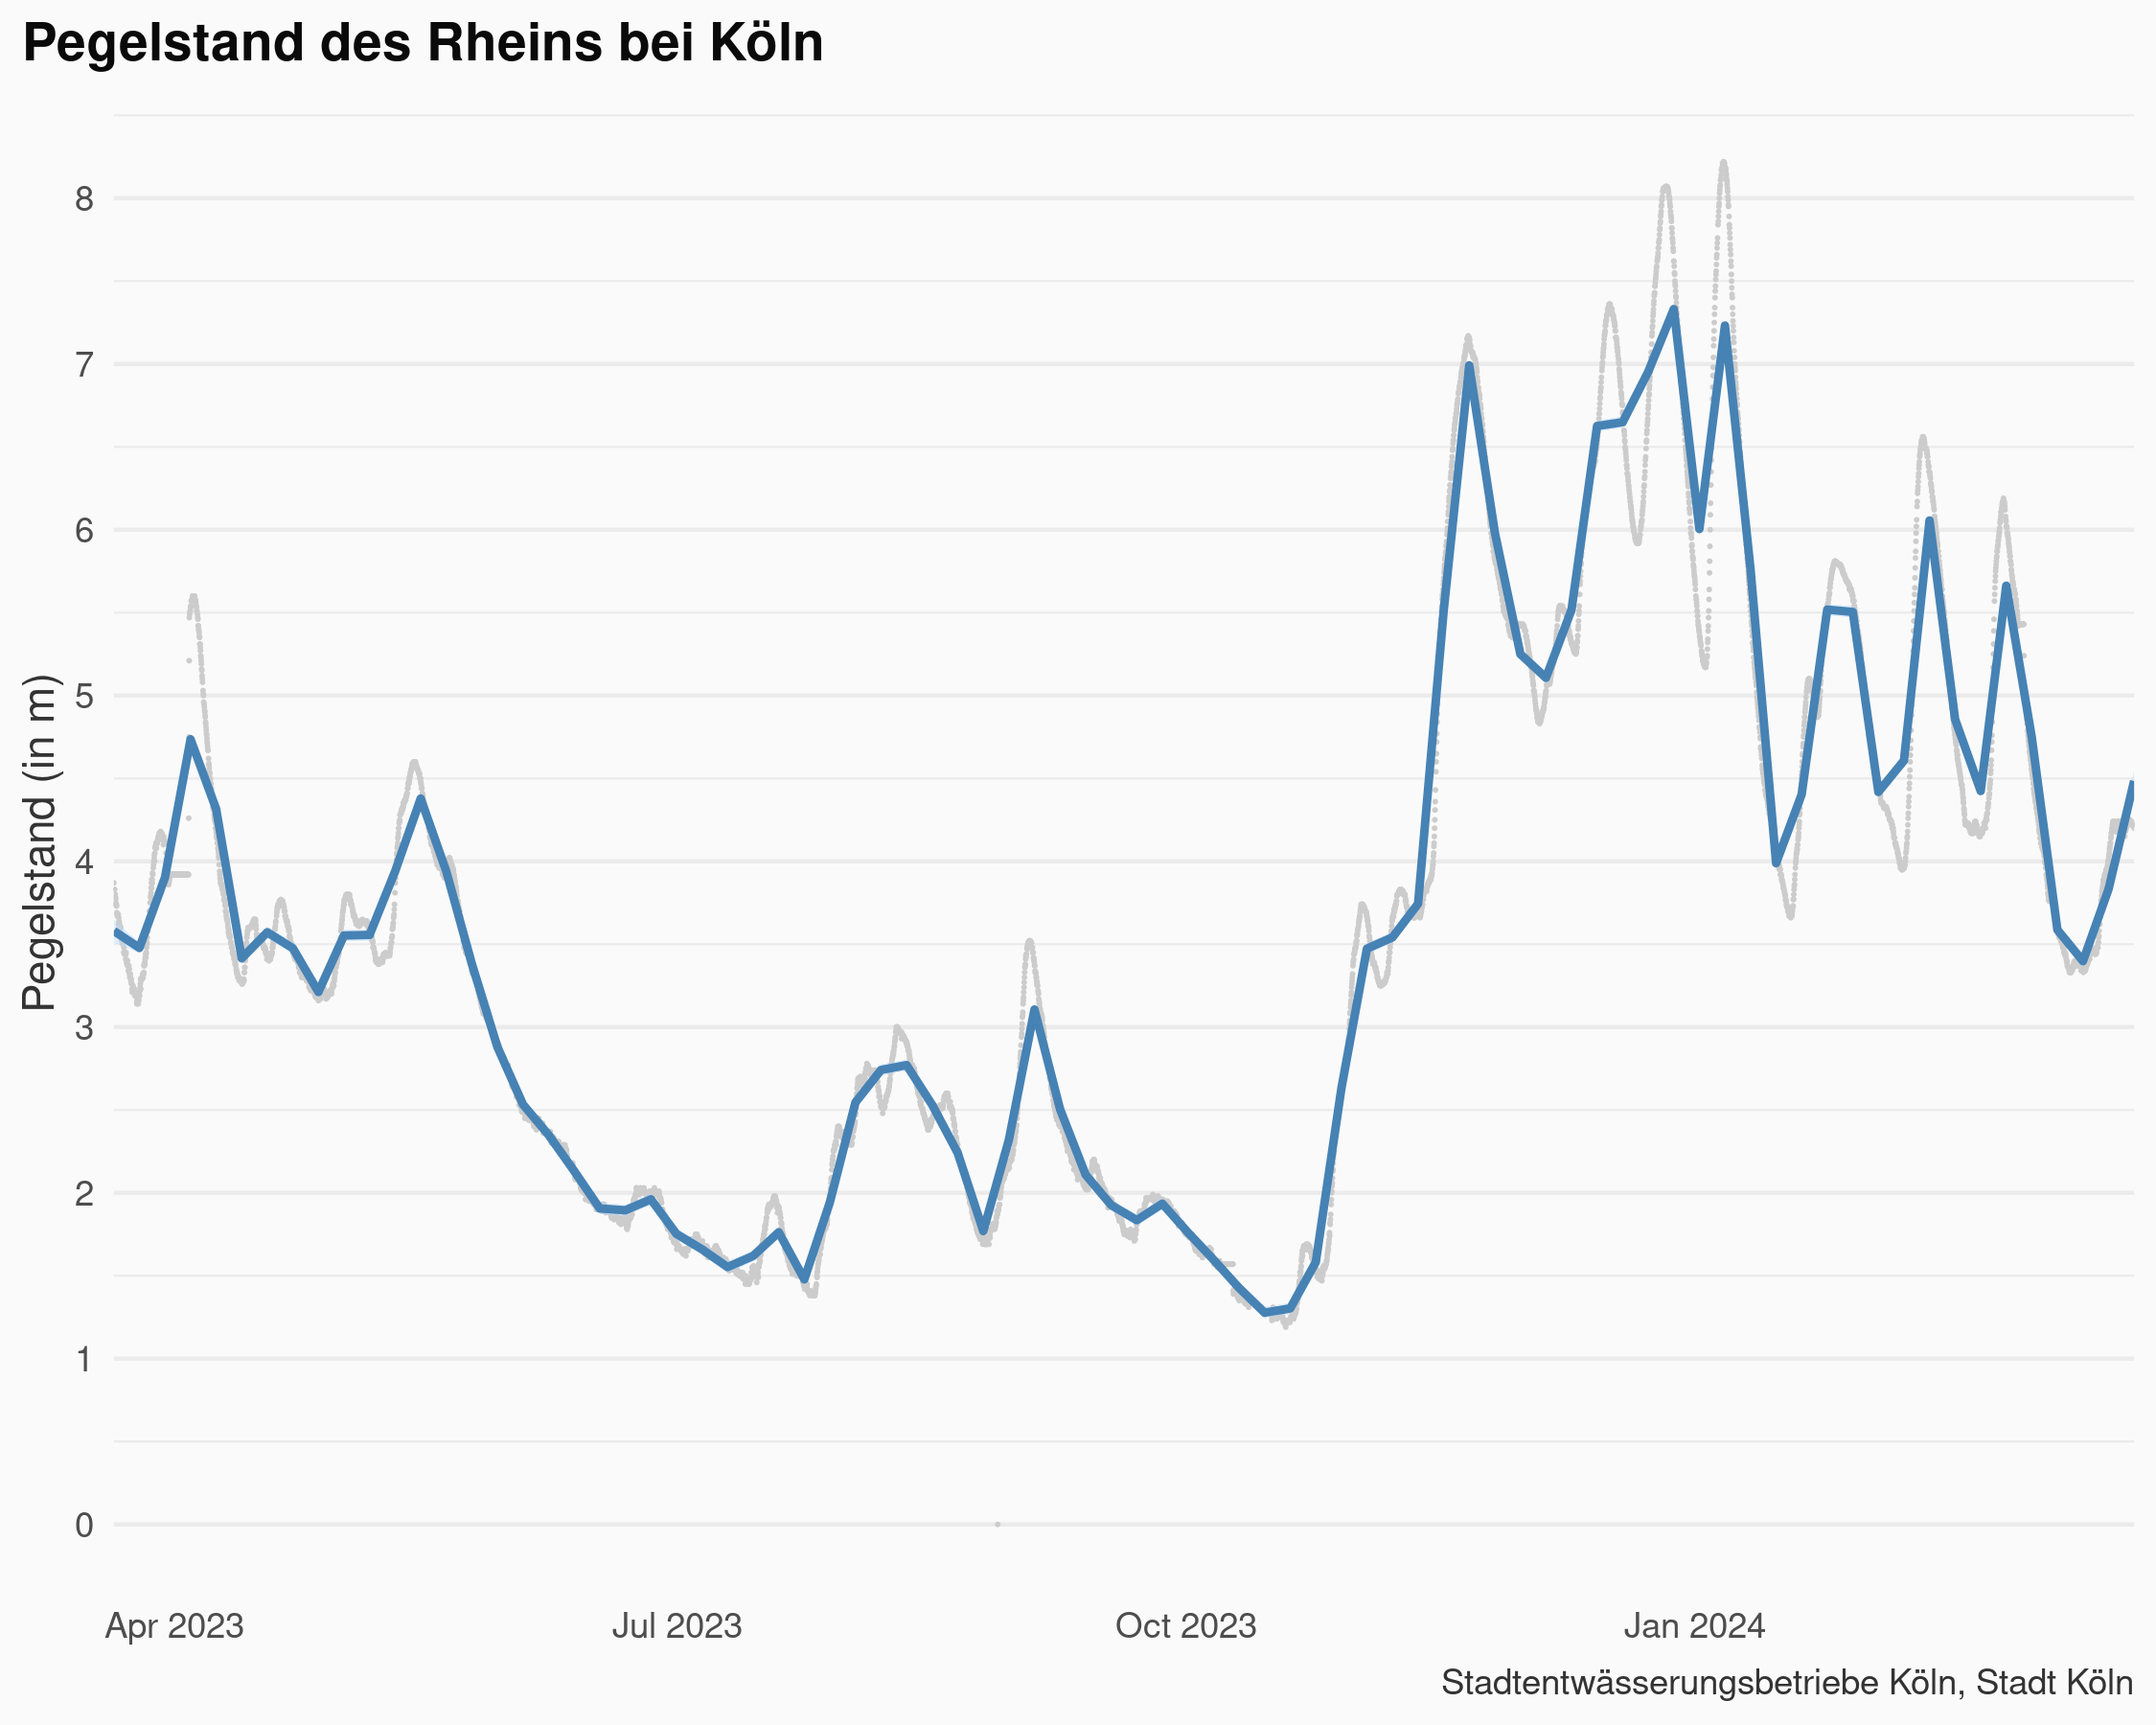 Pegelstand des Rheins bei Köln
Pegelstand (in m)
8
7
6
5
4
3
2
1
0
Apr 2023
Jul 2023
Oct 2023
Jan 2024
Stadtentwässerungsbetriebe Köln, Stadt Köln